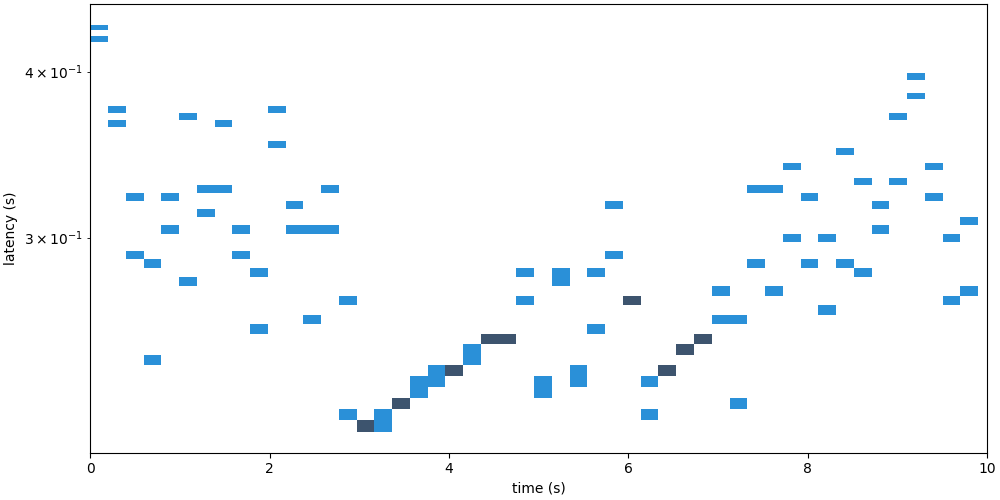 4 × 10⁻¹
3 × 10⁻¹
latency (s)
0 2 4 6 8 10
time (s)